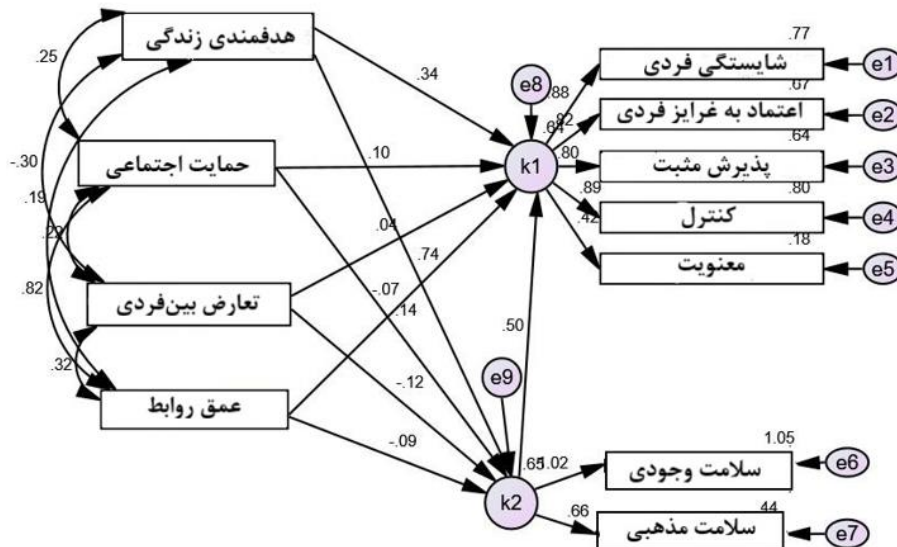 هدفمندی زندگی
.77
.25
شایستگی فردی
e1
.34
e8
.88
.67
اعتماد به غرایز فردی
e2
.82
.64
.64
حمایت اجتماعی
.10
k1
.80
پذیرش مثبت
e3
-.30
.89
.80
.19
.42
کنترل
e4
.22
.04
.74
.18
معنویت
e5
تعارض بین‌فردی
-.07
.82
.14
.50
.32
-.12
e9
عمق روابط
-.09
1.05
.65
1.02
سلامت وجودی
e6
k2
.66
.44
سلامت مذهبی
e7